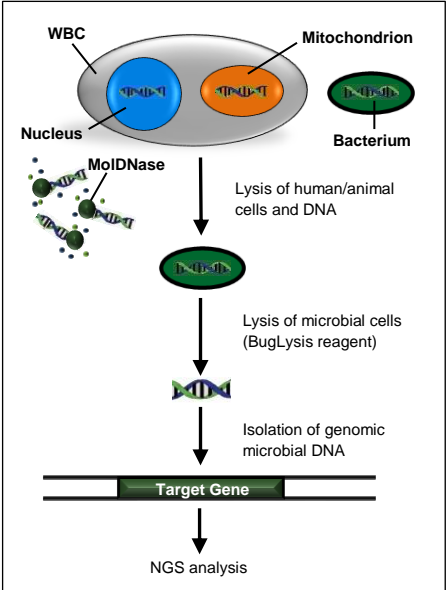 WBC
Mitochondrion
Nucleus
Bacterium
MolDNase
Lysis of human/animal
cells and DNA
Lysis of microbial cells
(BugLysis reagent)
Isolation of genomic
microbial DNA
Target Gene
NGS analysis